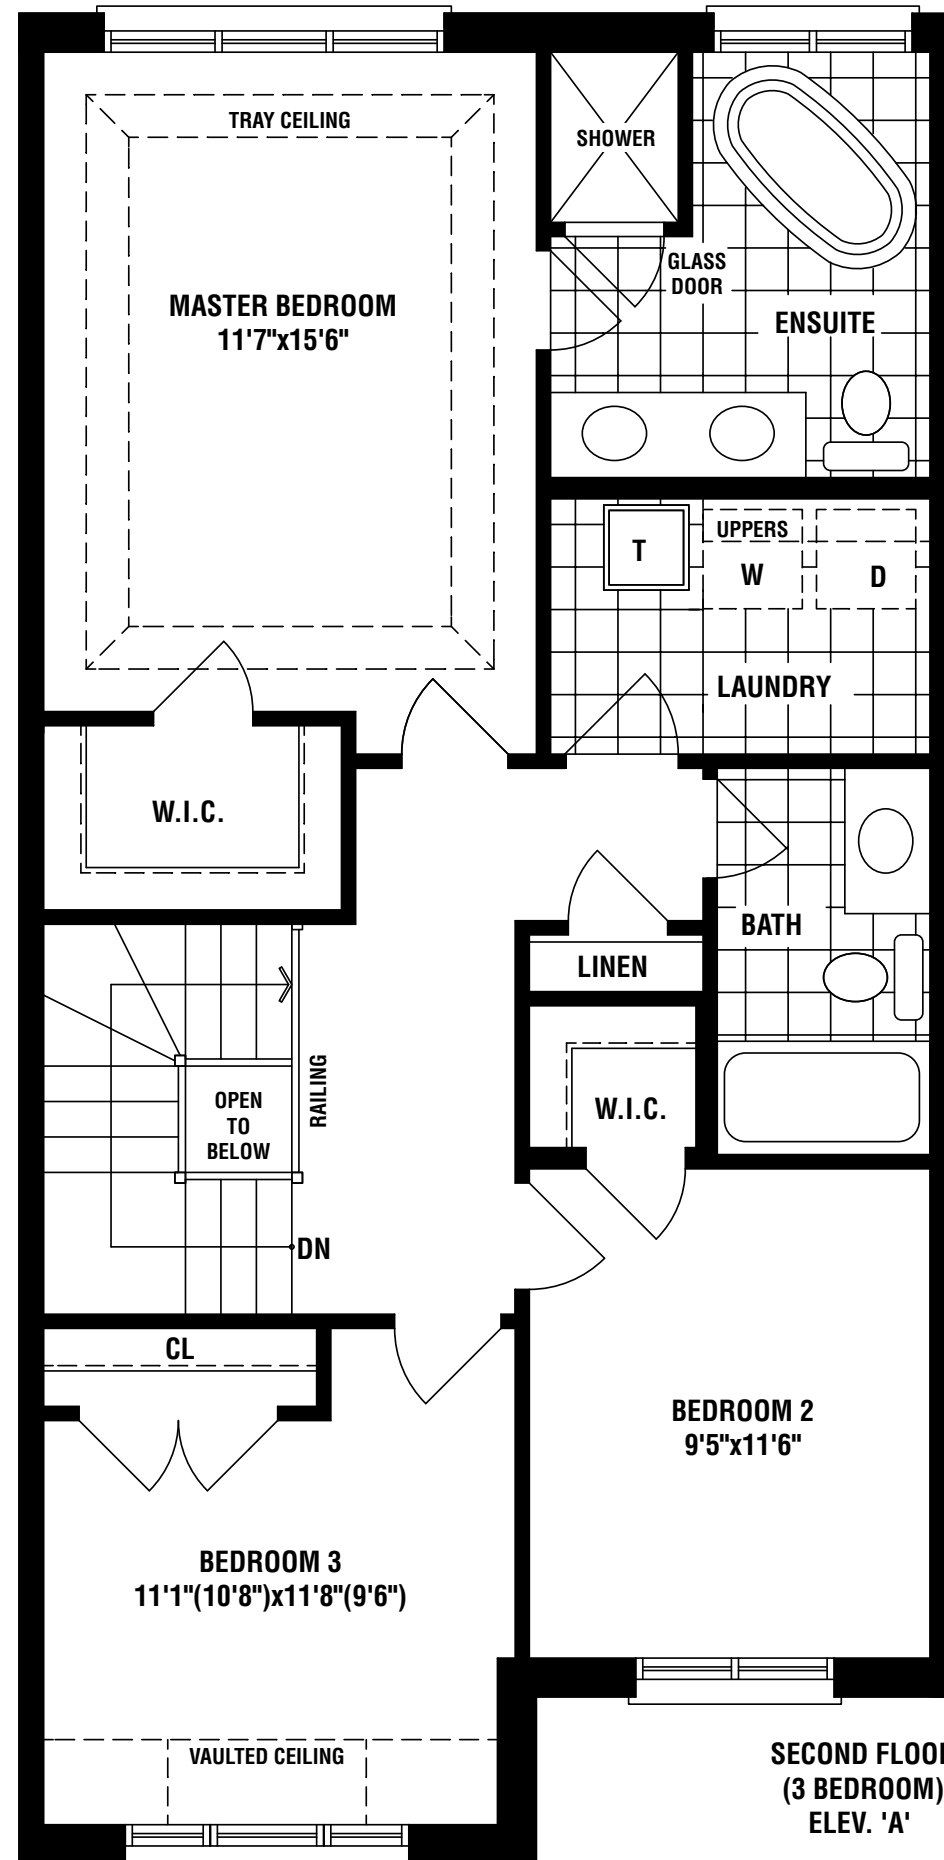 TRAY CEILING
SHOWER
GLASS
DOOR
MASTER BEDROOM
11'7"x15'6"
ENSUITE
UPPERS
T
W
D
LAUNDRY
W.I.C.
BATH
LINEN
RAILING
OPEN
TO
BELOW
W.I.C.
DN
CL
BEDROOM 2
9'5"x11'6"
BEDROOM 3
11'1"(10'8")x11'8"(9'6")
VAULTED CEILING
SECOND FLOO
(3 BEDROOM)
ELEV. 'A'